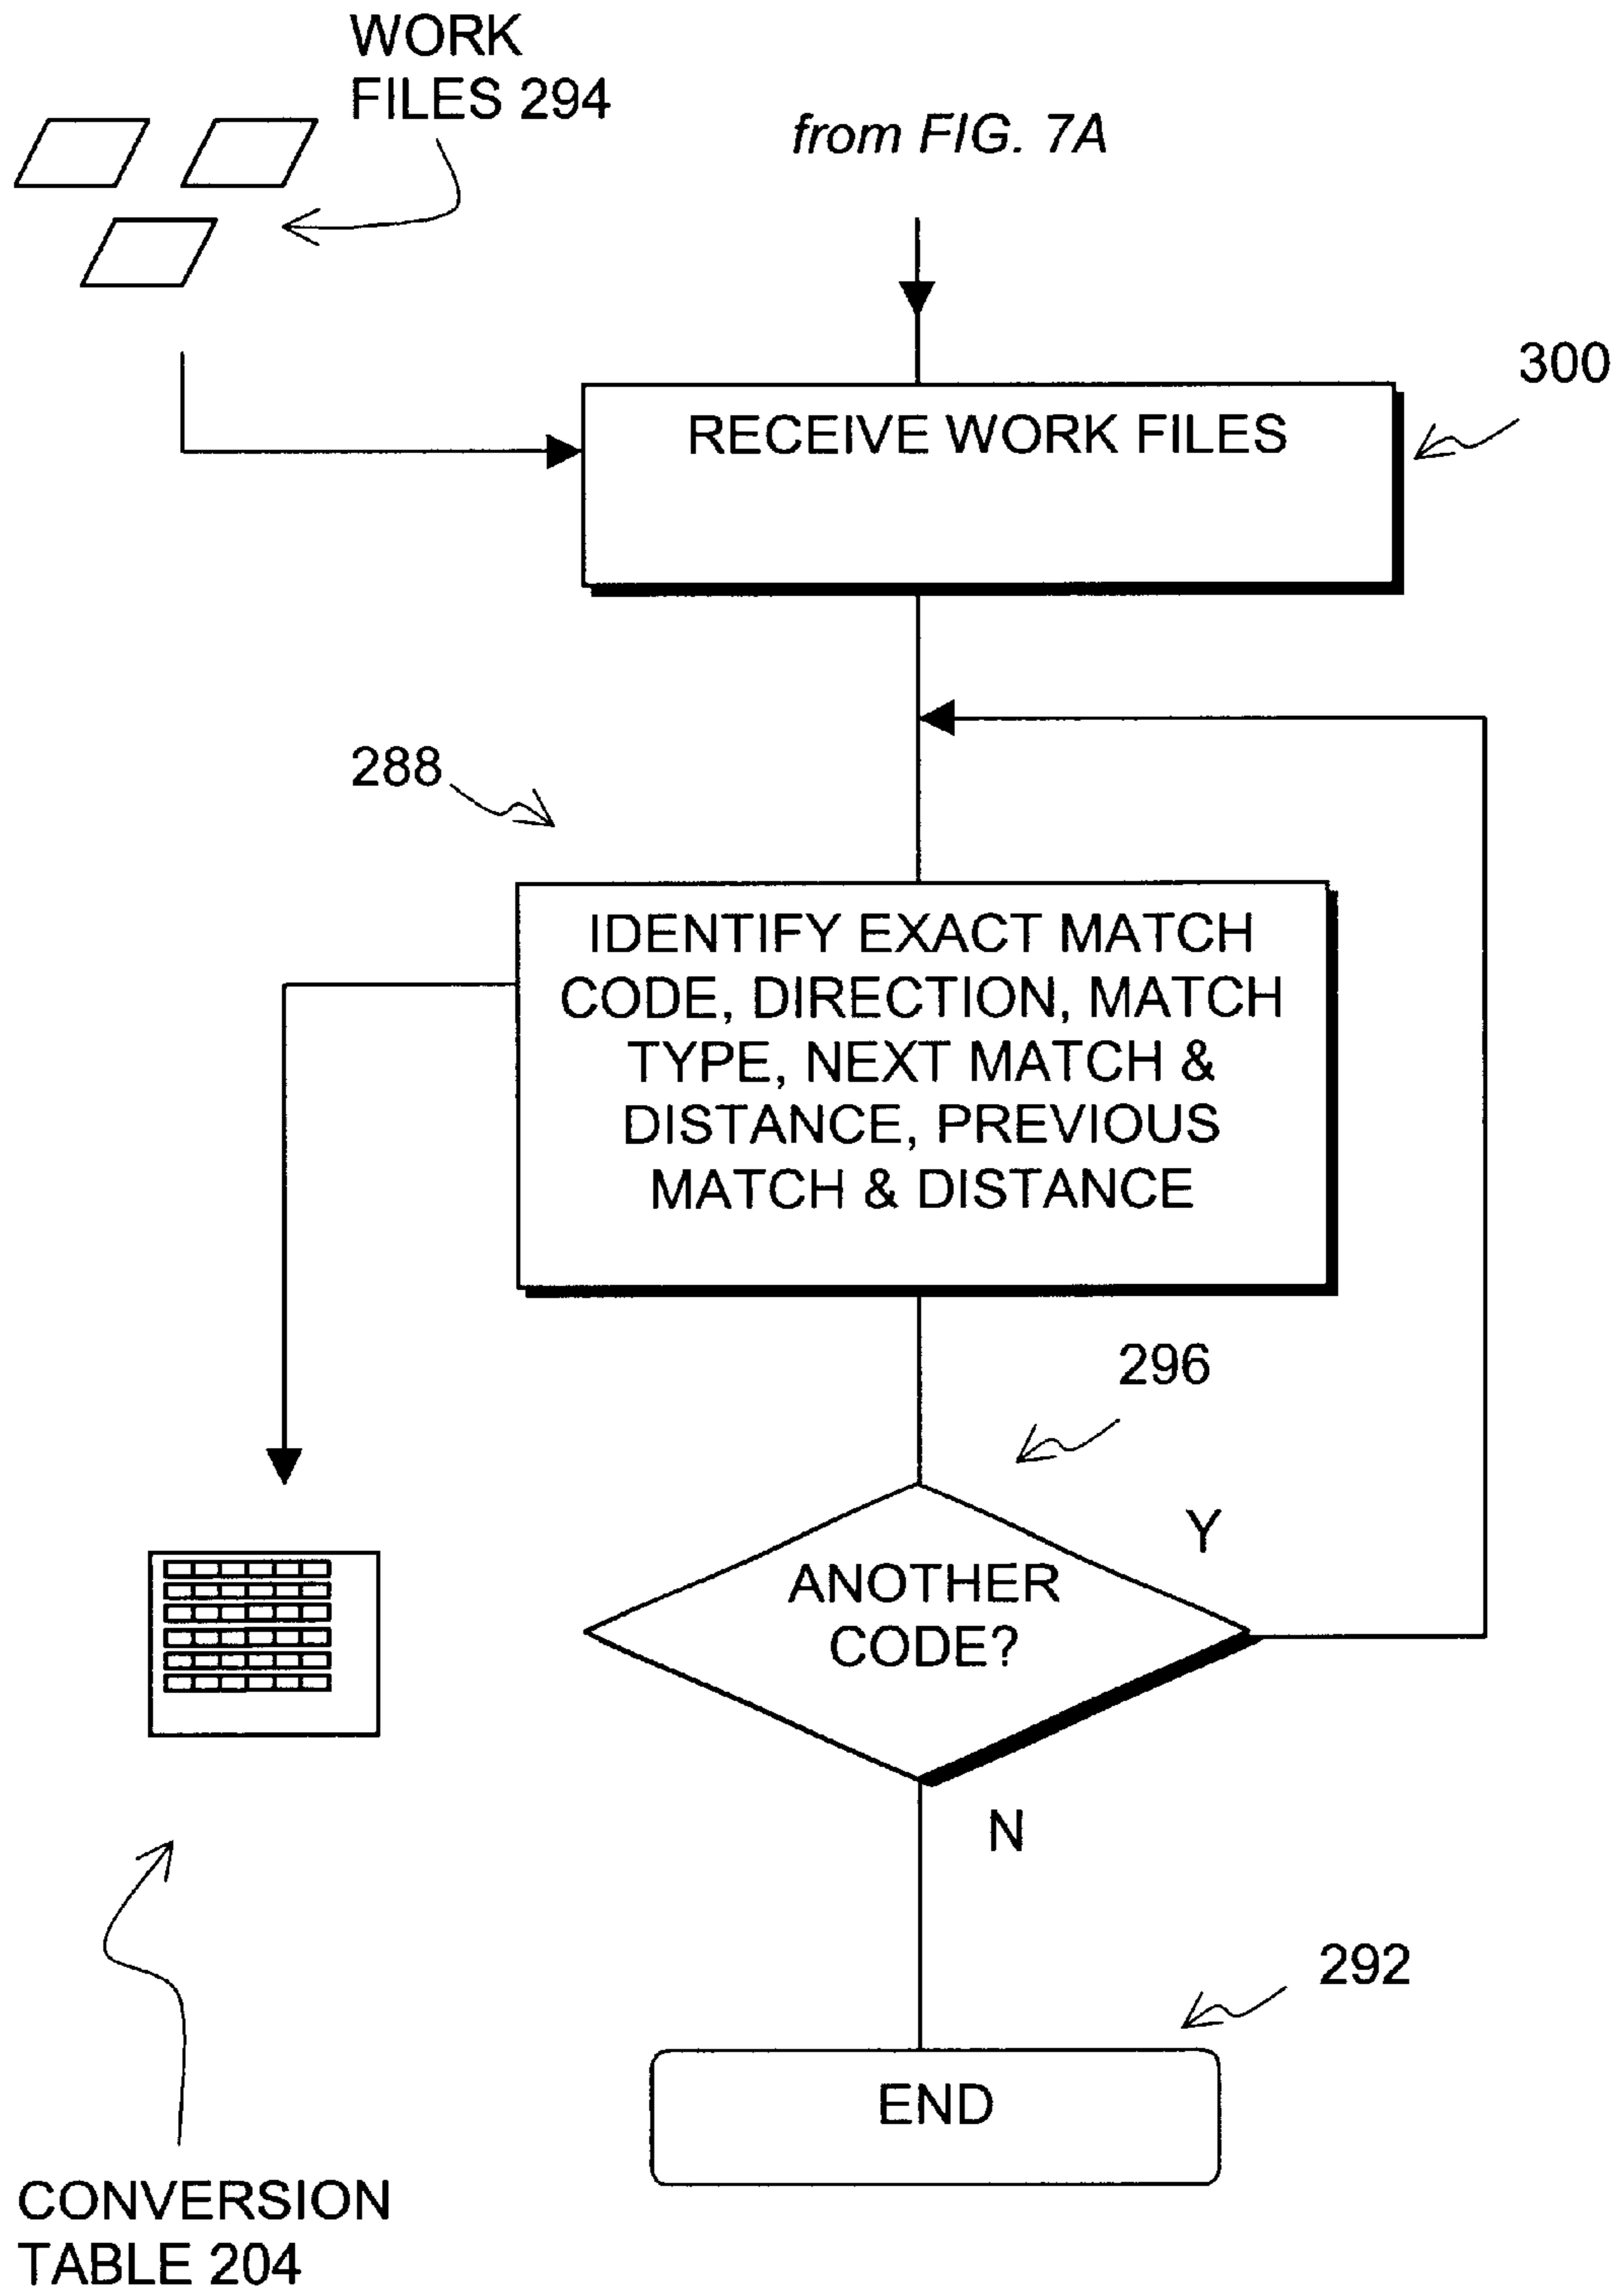 WORK
FILES 294
from FIG. 7A
300
RECEIVE WORK FILES
288
IDENTIFY EXACT MATCH
CODE, DIRECTION, MATCH
TYPE, NEXT MATCH &
DISTANCE, PREVIOUS
MATCH & DISTANCE
296
Y
ANOTHER
CODE?
N
292
END
CONVERSION
TABLE 204